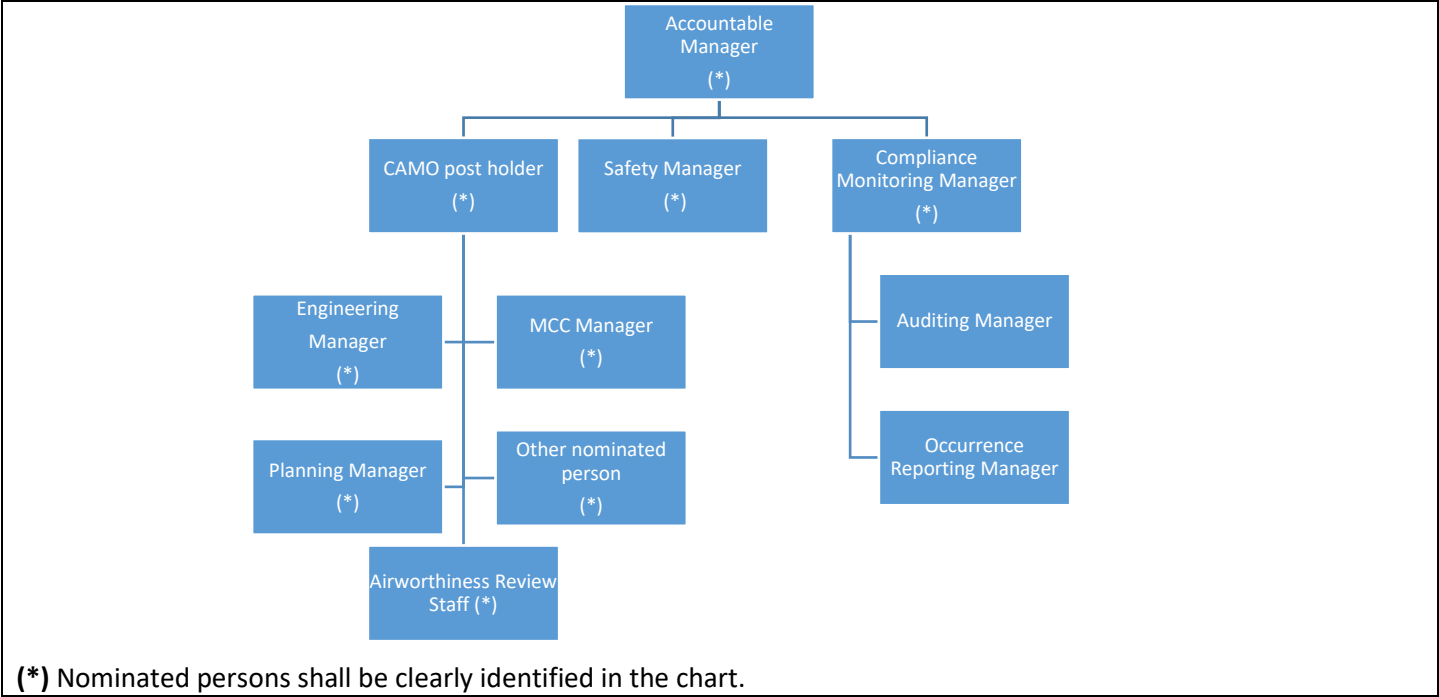 Accountable
Manager
(*)
CAMO post holder
(*)
Safety Manager
(*)
Compliance
Monitoring Manager
(*)
Engineering
Manager
(*)
MCC Manager
(*)
Auditing Manager
Planning Manager
(*)
Other nominated
person
(*)
Occurrence
Reporting Manager
Airworthiness Review
Staff (*)
(*) Nominated persons shall be clearly identified in the chart.